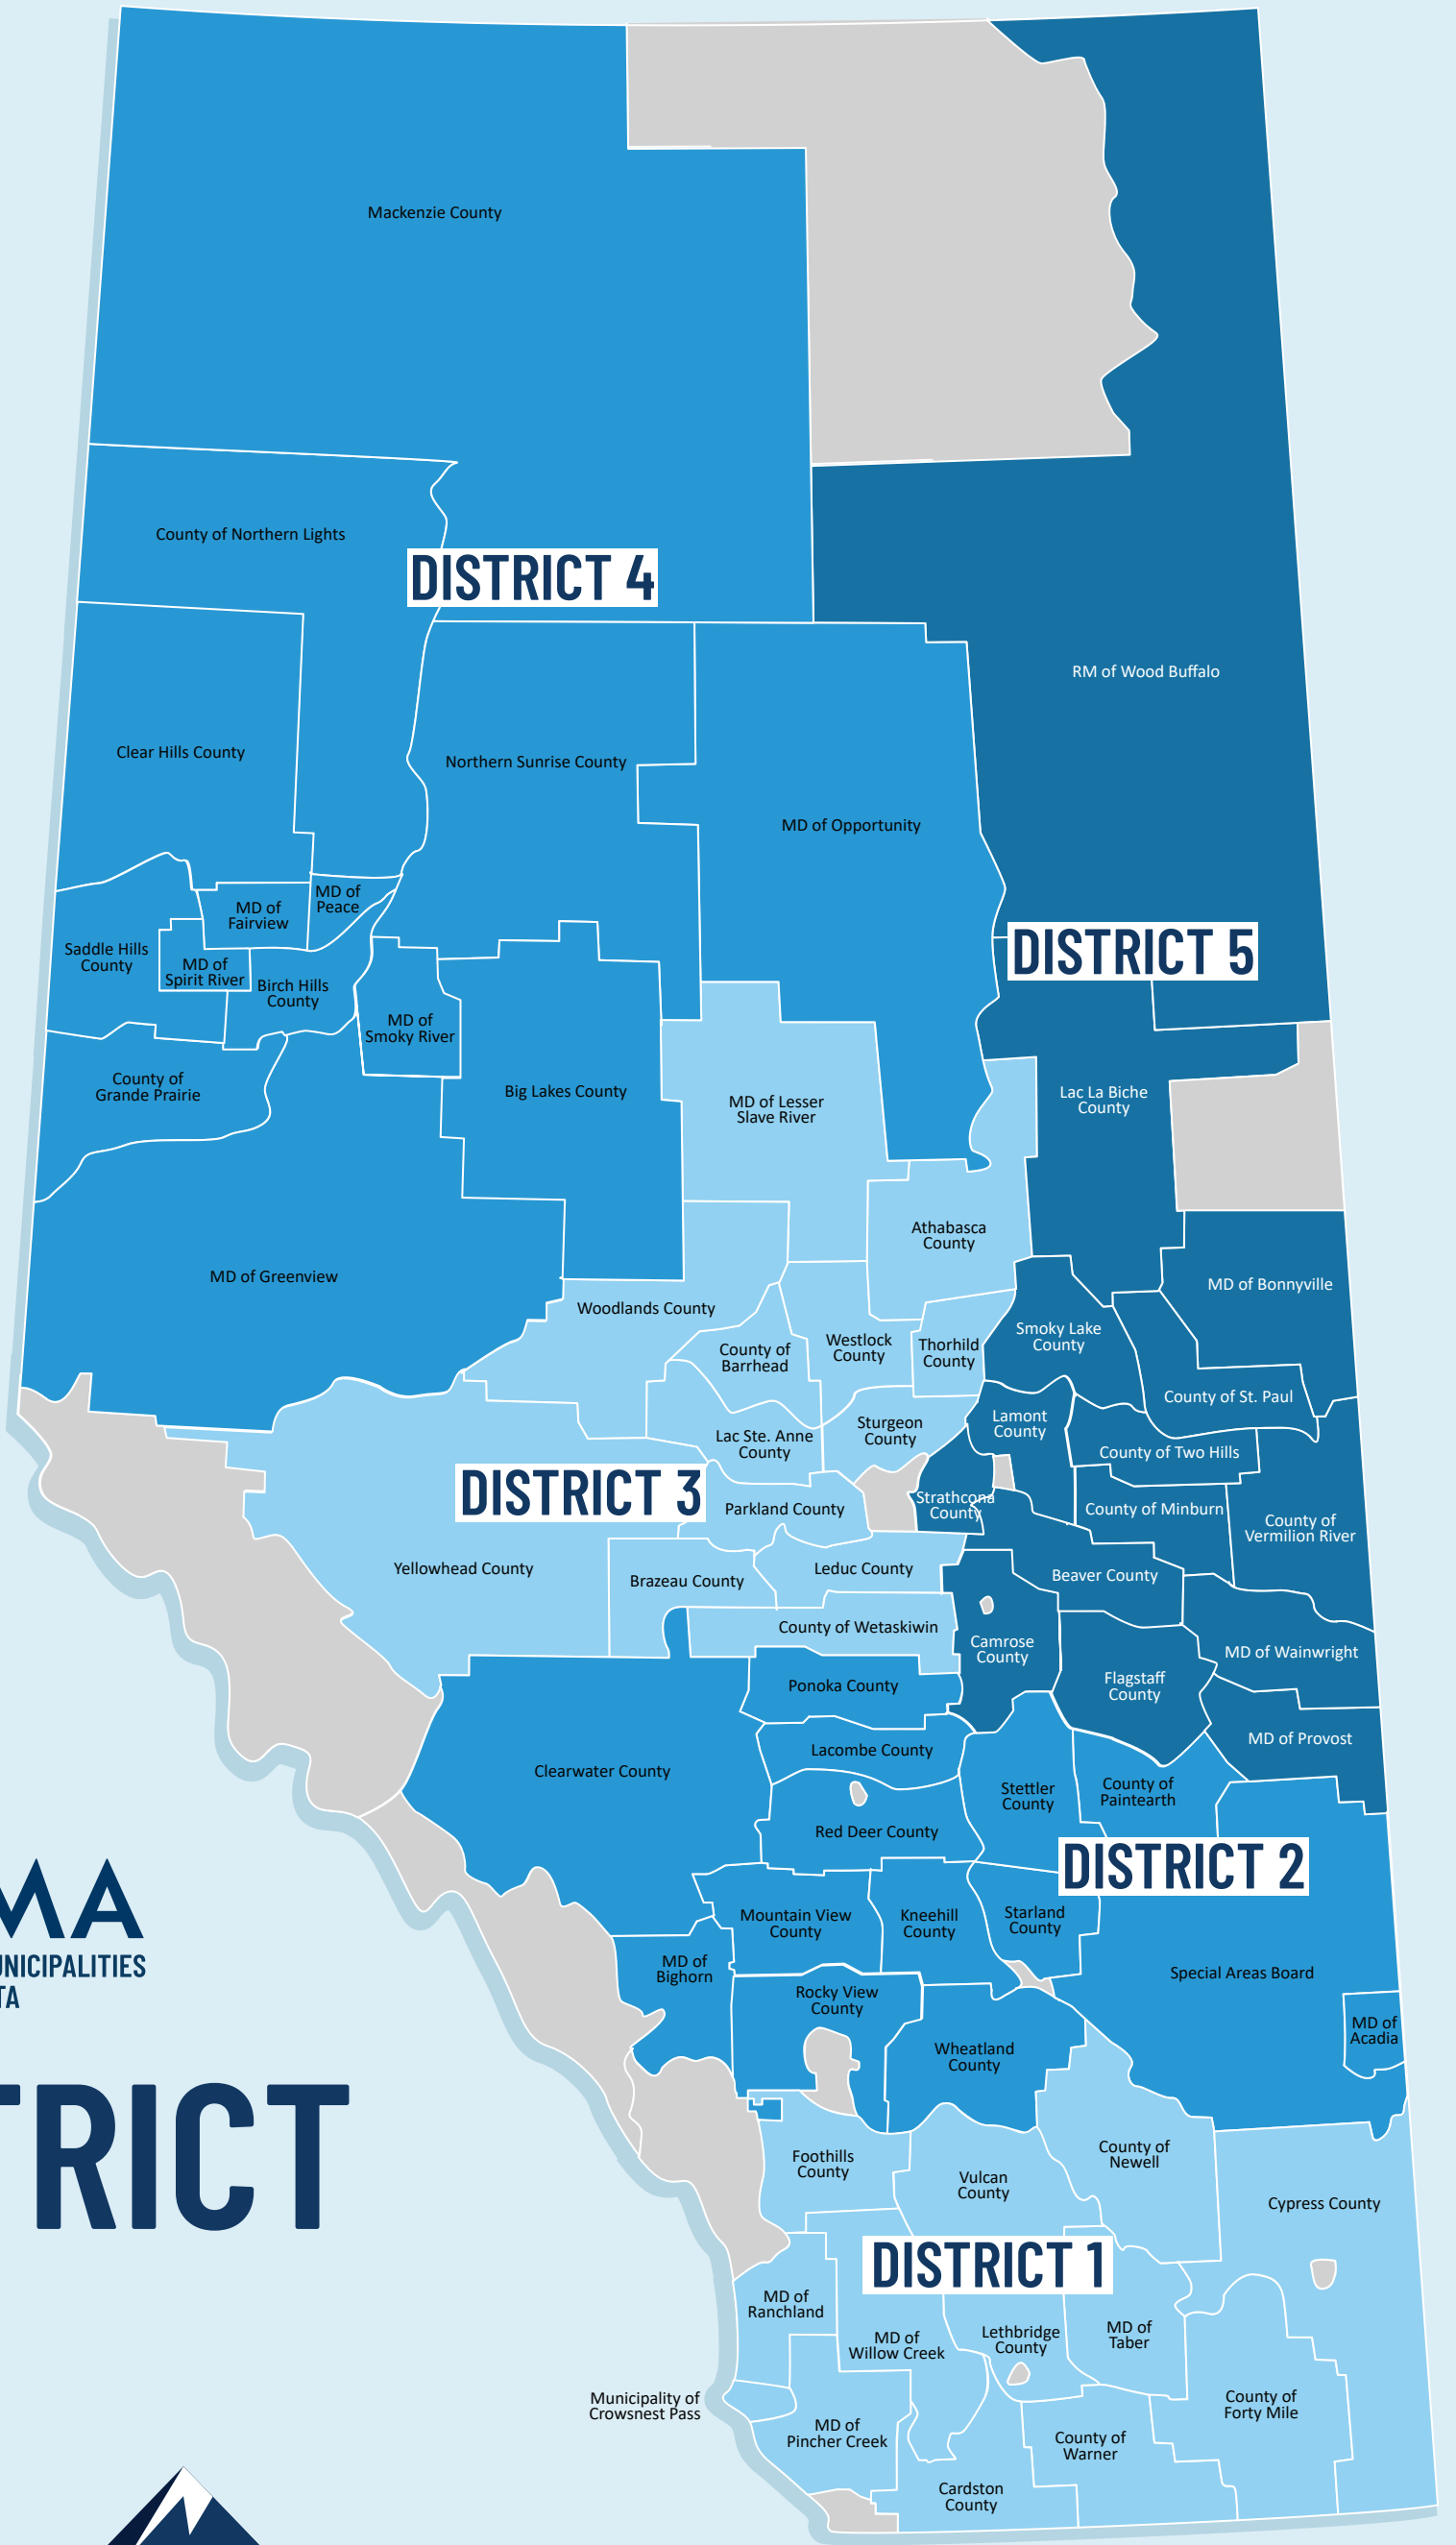 Mackenzie County
County of Northern Lights
DISTRICT 4
RM of Wood Buffalo
Clear Hills County
Northern Sunrise County
MD of Opportunity
MD of
Peace
MD of
Fairview
Saddle Hills
County
MD of
Spirit River
Birch Hills
County
DISTRICT 5
MD of
Smoky River
County of
Grande Prairie
Big Lakes County
MD of Lesser
Slave River
Lac La Biche
County
Athabasca
County
MD of Greenview
MD of Bonnyville
Woodlands County
Smoky Lake
County
County of
Barrhead
Westlock
County
Thorhild
County
County of St. Paul
Lac Ste. Anne
County
Sturgeon
County
Lamont
County
County of Two Hills
DISTRICT 3
Parkland County
Strathcona
County
County of Minburn
County of
Vermilion River
Yellowhead County
Brazeau County
Leduc County
Beaver County
County of Wetaskiwin
Camrose
County
MD of Wainwright
Ponoka County
Flagstaff
County
MD of Provost
Lacombe County
Clearwater County
Stettler
County
County of
Paintearth
Red Deer County
DISTRICT 2
Mountain View
County
Kneehill
County
Starland
County
MA
UNICIPALITIES
TA
MD of
Bighorn
Special Areas Board
Rocky View
County
MD of
Acadia
Wheatland
County
TRICT
Foothills
County
Vulcan
County
County of
Newell
Cypress County
DISTRICT 1
MD of
Ranchland
MD of
Willow Creek
Lethbridge
County
MD of
Taber
Municipality of
Crowsnest Pass
MD of
Pincher Creek
County of
Forty Mile
County of
Warner
Cardston
County